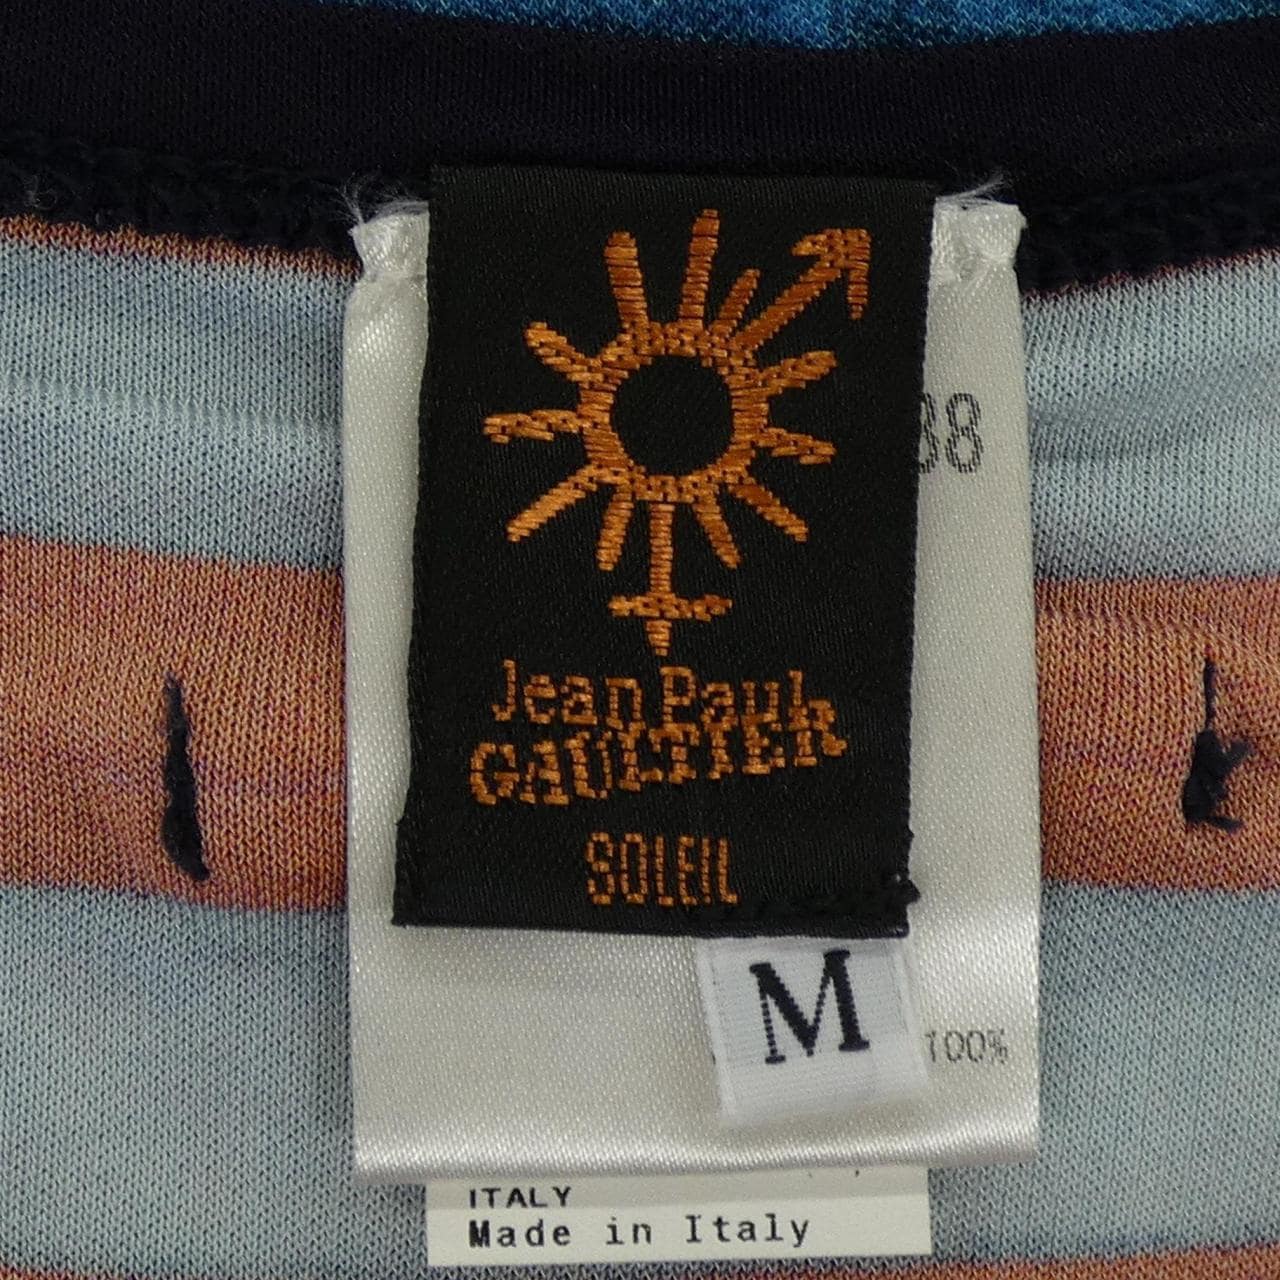 Jean Paul
GAULTIER
SOLEIL
38
M
100%
ITALY
Made in Italy